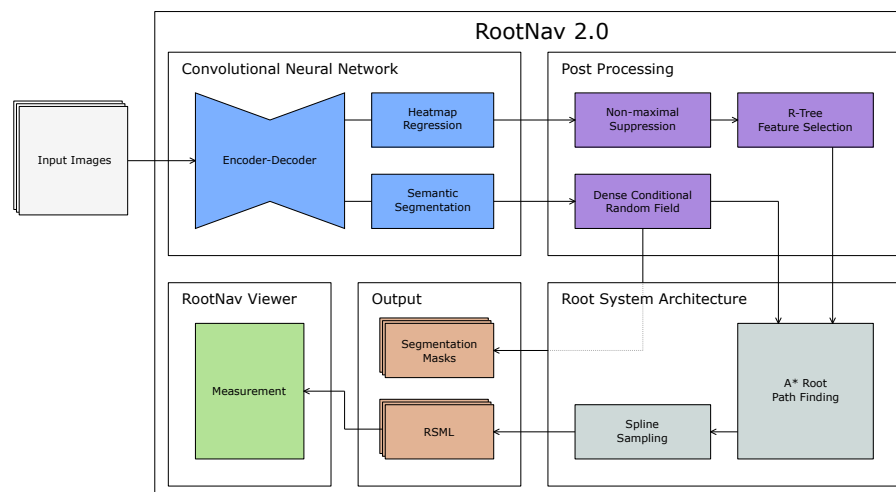 RootNav 2.0
Convolutional Neural Network
Post Processing
Input Images
Encoder-Decoder
Heatmap
Regression
Semantic
Segmentation
Non-maximal
Suppression
R-Tree
Feature Selection
Dense Conditional
Random Field
RootNav Viewer
Output
Root System Architecture
Measurement
Segmentation
Masks
RSML
Spline
Sampling
A* Root
Path Finding